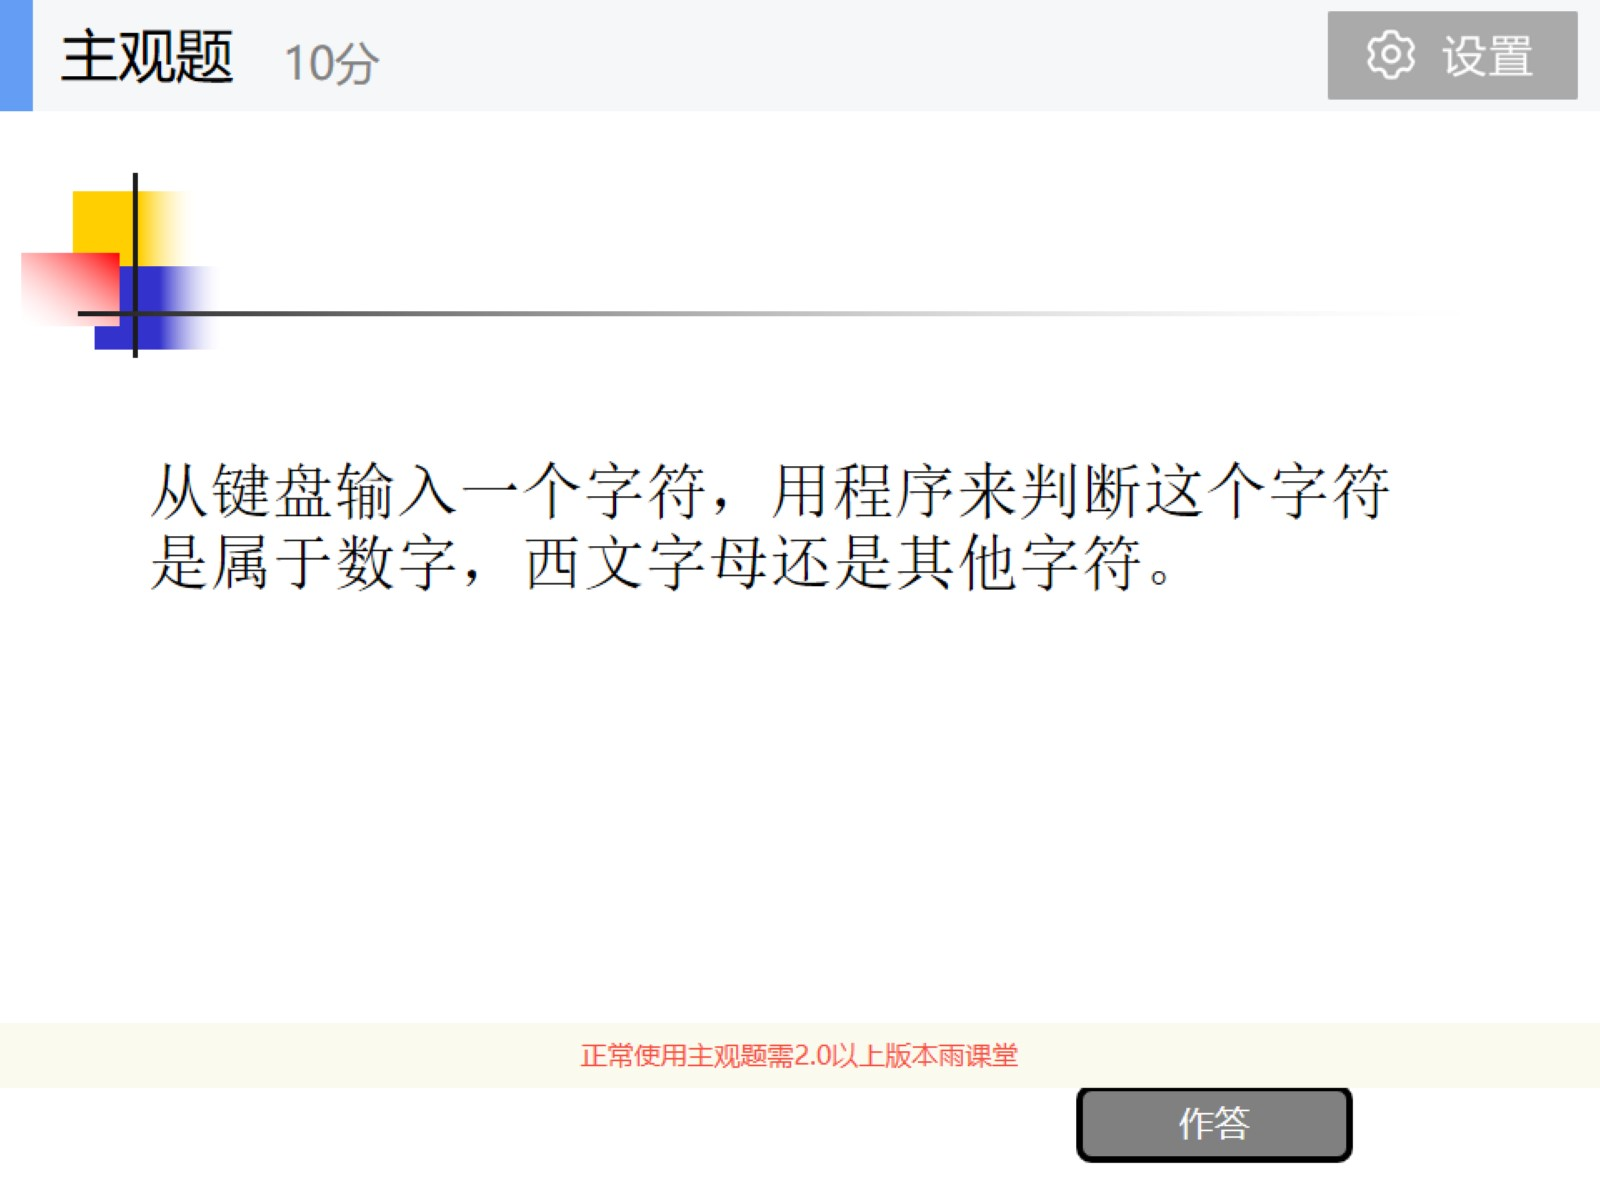 主观题 10分
设置
从键盘输入一个字符，用程序来判断这个字符
是属于数字，西文字母还是其他字符。
正常使用主观题需2.0以上版本雨课堂
作答